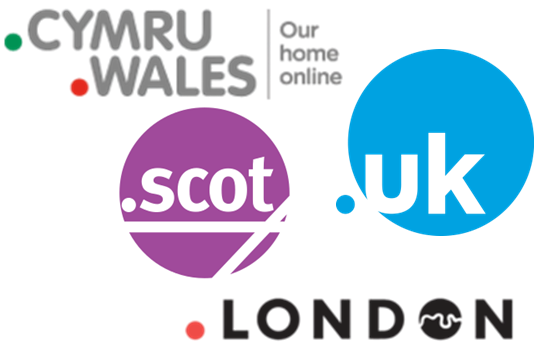 .CYMRU
.WALES
Our
home
online
.scot
.uk
.LONDON